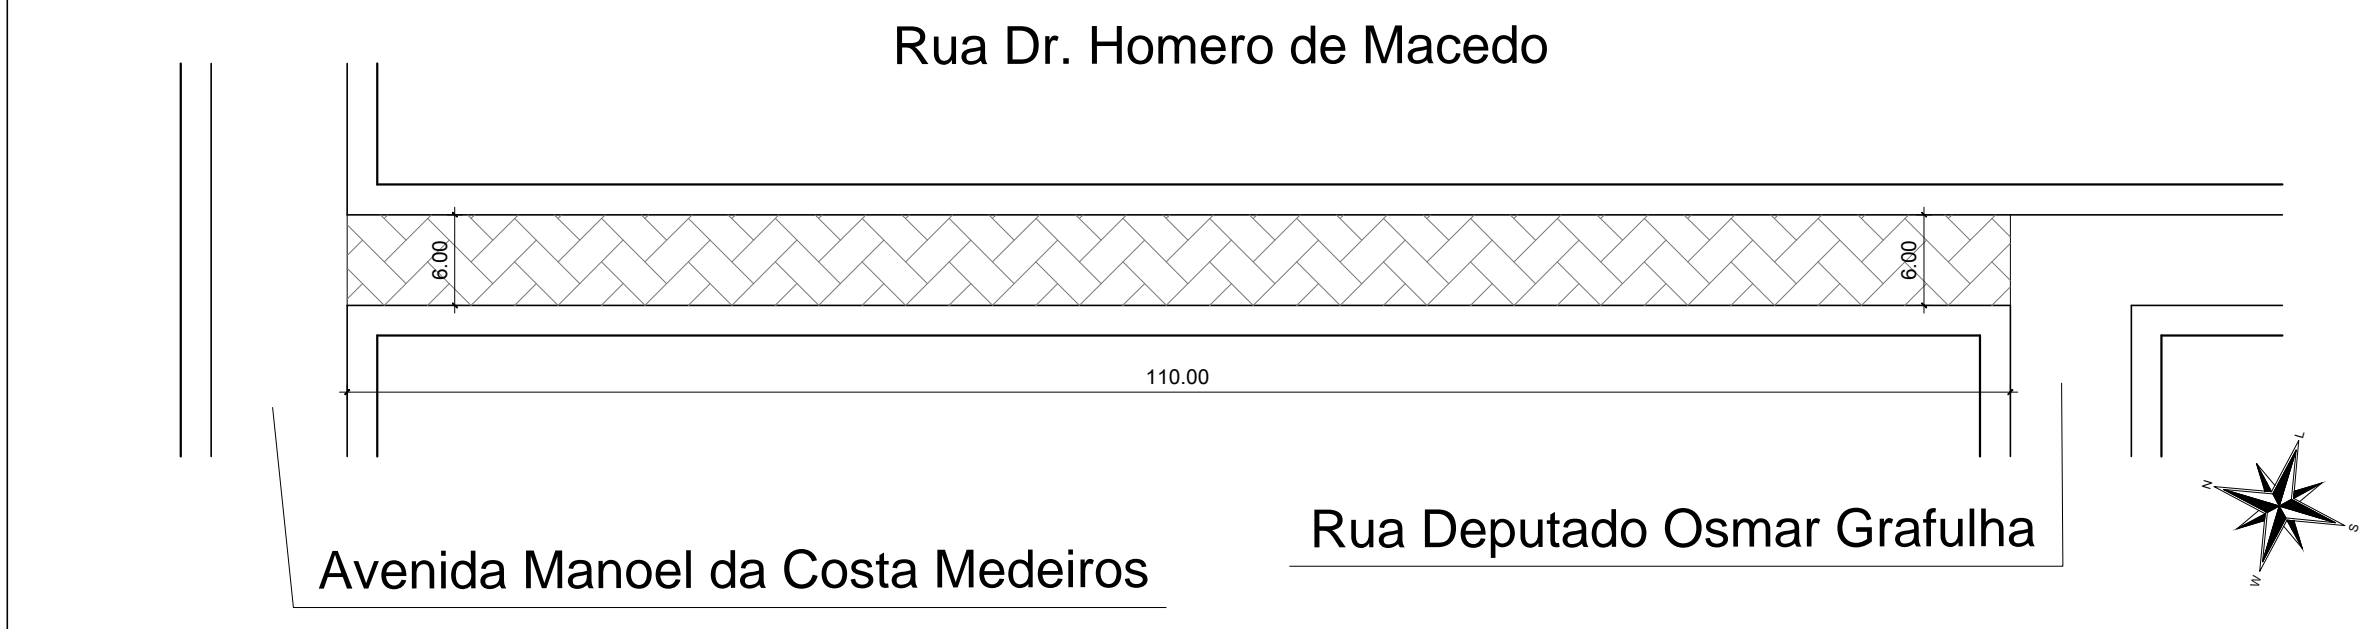 Rua Dr. Homero de Macedo
6.00
6.00
110.00
Avenida Manoel da Costa Medeiros
Rua Deputado Osmar Grafulha
L
N
S
W